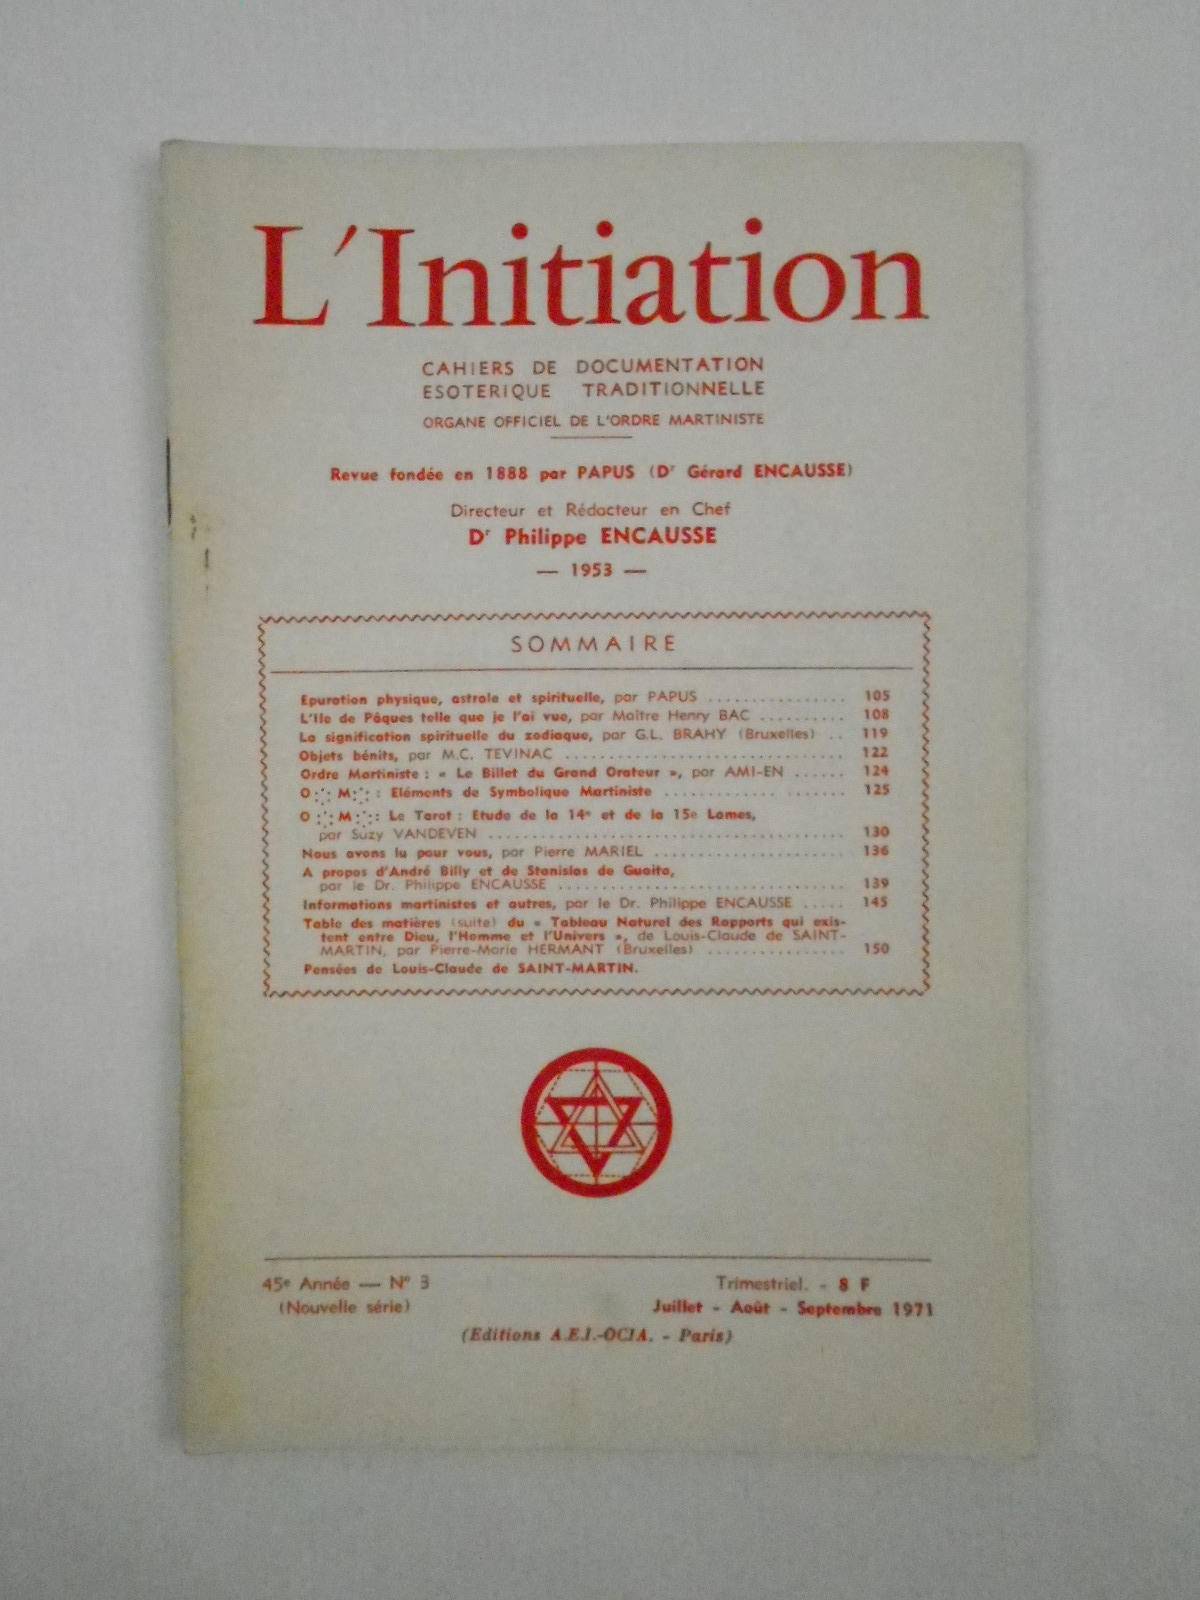 L'Initiation
CAHIERS DE DOCUMENTATION
ESOTERIQUE TRADITIONNELLE
ORGANE OFFICIEL DE L'ORDRE MARTINISTE
Revue fondée en 1888 par PAPUS (Dr Gérard ENCAUSSE)
Directeur et Rédacteur en Chef
Dr Philippe ENCAUSSE
— 1953 —
SOMMAIRE
Epuration physique, astrale et spirituelle, par PAPUS ................ 105
L'Ile de Pâques telle que je l'ai vue, par Maître Henry BAC .......... 108
La signification spirituelle du zodiaque, par G.L. BRAHY (Bruxelles) .. 119
Objets bénits, par M.C. TEVINAC ................................ 122
Ordre Martiniste : « Le Billet du Grand Orateur », par AMI-EN ...... 124
O∴∵ M∴∵ : Eléments de Symbolique Martiniste .................... 125
O∴∵ M∴∵ : Le Tarot : Etude de la 14e et de la 15e Lames,
par Suzy VANDEVEN ........................................ 130
Nous avons lu pour vous, par Pierre MARIEL ...................... 136
A propos d'André Billy et de Stanislas de Guaita,
par le Dr. Philippe ENCAUSSE ................................ 139
Informations martinistes et autres, par le Dr. Philippe ENCAUSSE ..... 145
Table des matières (suite) du « Tableau Naturel des Rapports qui exis-
tent entre Dieu, l'Homme et l'Univers », de Louis-Claude de SAINT-
MARTIN, par Pierre-Marie HERMANT (Bruxelles) ................ 150
Pensées de Louis-Claude de SAINT-MARTIN.
45e Année — N° 3
(Nouvelle série)
Trimestriel. - 8 F
Juillet - Août - Septembre 1971
(Editions A.E.I.-OCIA. - Paris)